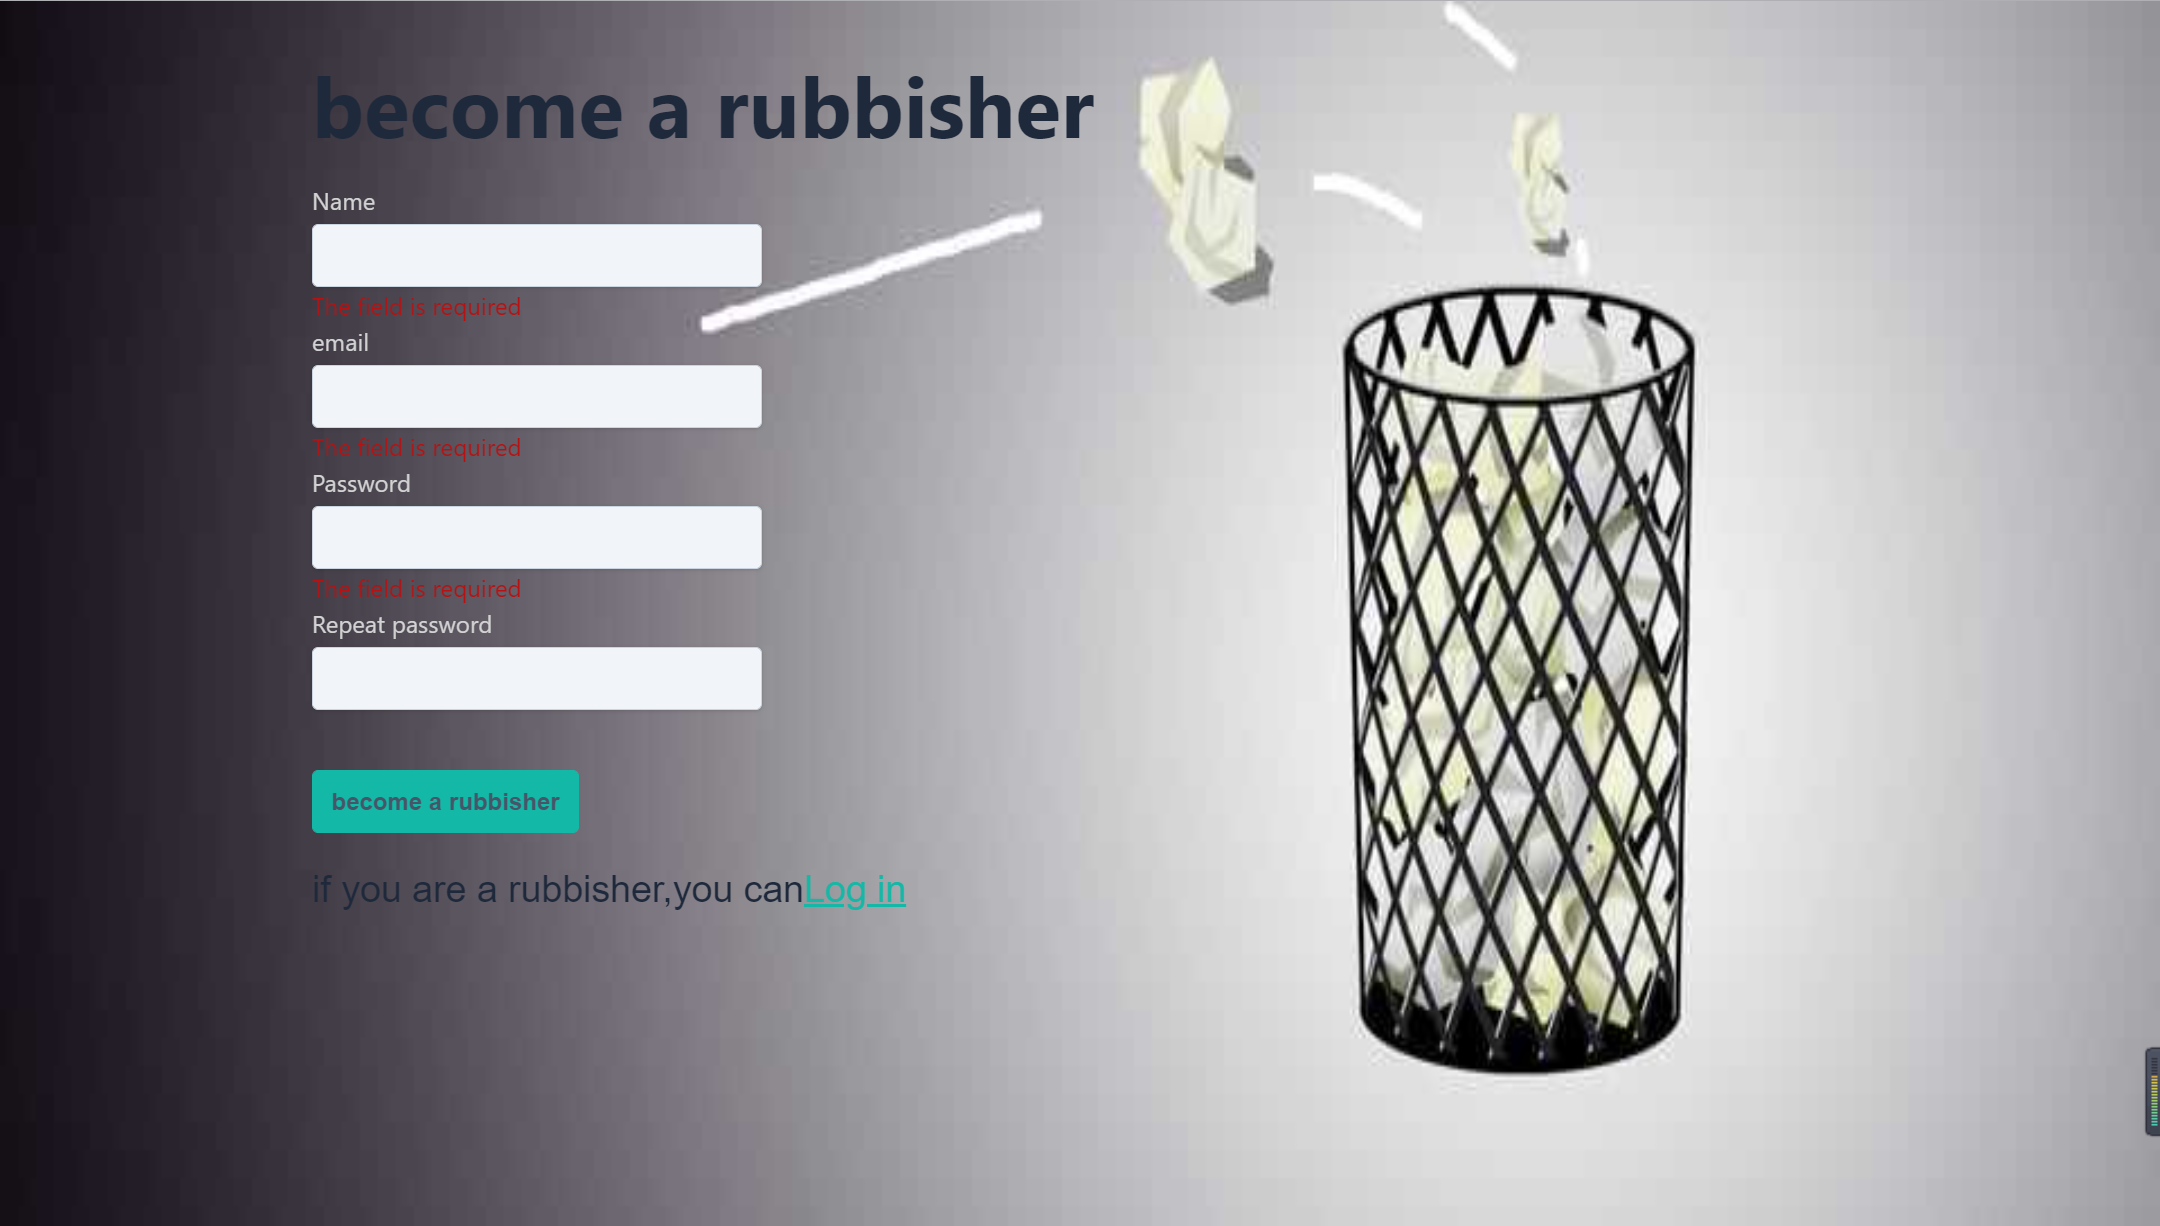 become a rubbisher
Name
The field is required
email
The field is required
Password
The field is required
Repeat password
become a rubbisher
if you are a rubbisher,you canLog in